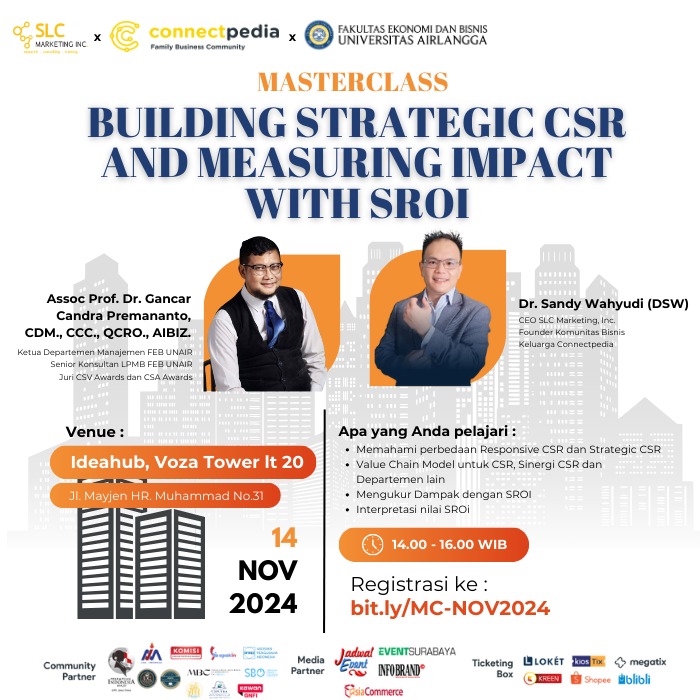 SLC
MARKETING INC.
x
connectpedia
Family Business Community
x
FAKULTAS EKONOMI DAN BISNIS
UNIVERSITAS AIRLANGGA
MASTERCLASS
BUILDING STRATEGIC CSR
AND MEASURING IMPACT
WITH SROI
Assoc Prof. Dr. Gancar
Candra Premananto,
CDM., CCC., QCRO., AIBIZ.
Ketua Departemen Manajemen FEB UNAIR
Senior Konsultan LPMB FEB UNAIR
Juri CSV Awards dan CSA Awards
Dr. Sandy Wahyudi (DSW)
CEO SLC Marketing, Inc.
Founder Komunitas Bisnis
Keluarga Connectpedia
Venue :
Ideahub, Voza Tower lt 20
Jl. Mayjen HR. Muhammad No.31
14
NOV
2024
Apa yang Anda pelajari :
• Memahami perbedaan Responsive CSR dan Strategic CSR
• Value Chain Model untuk CSR, Sinergi CSR dan
Departemen lain
• Mengukur Dampak dengan SROI
• Interpretasi nilai SROi
14.00 - 16.00 WIB
Registrasi ke :
bit.ly/MC-NOV2024
Community
Partner
KOMISI
MBC
SBO
Kawan
GNFI
Media
Partner
Jadwal
Event
EVENTSURABAYA
INFOBRAND
AsiaCommerce
Ticketing
Box
LOKÉT
kiosTix
megatix
KREEN
Shopee
blibli